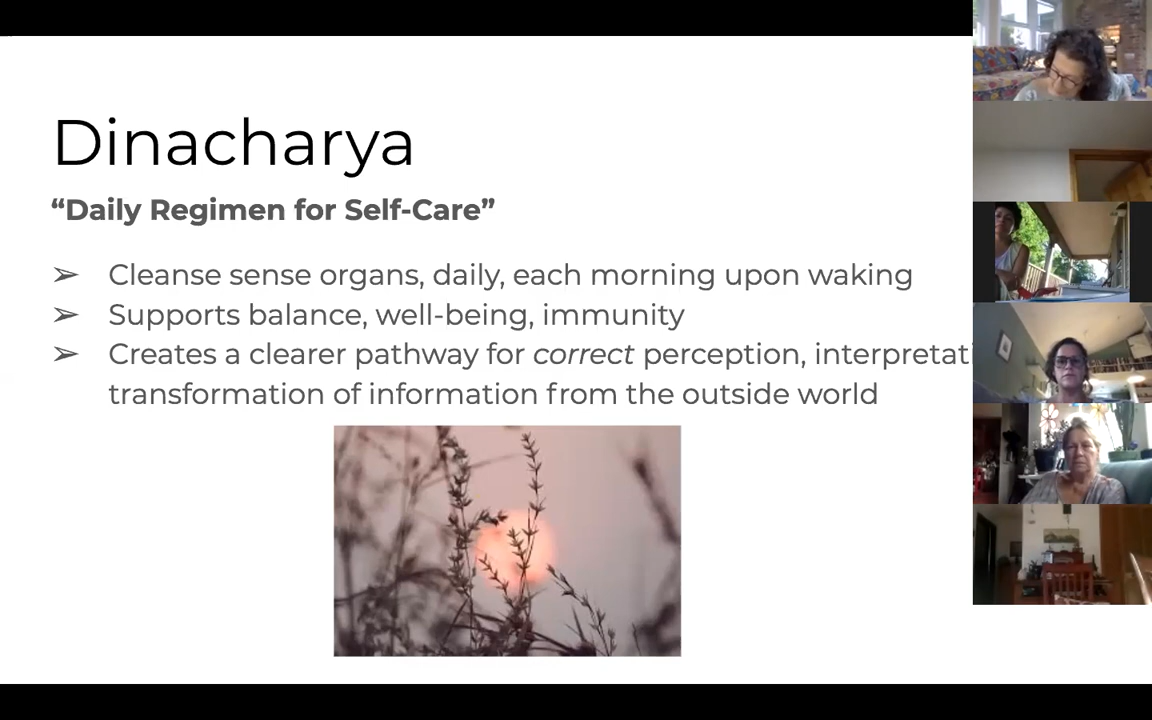 Dinacharya
“Daily Regimen for Self-Care”
➢ Cleanse sense organs, daily, each morning upon waking
➢ Supports balance, well-being, immunity
➢ Creates a clearer pathway for correct perception, interpretati
transformation of information from the outside world